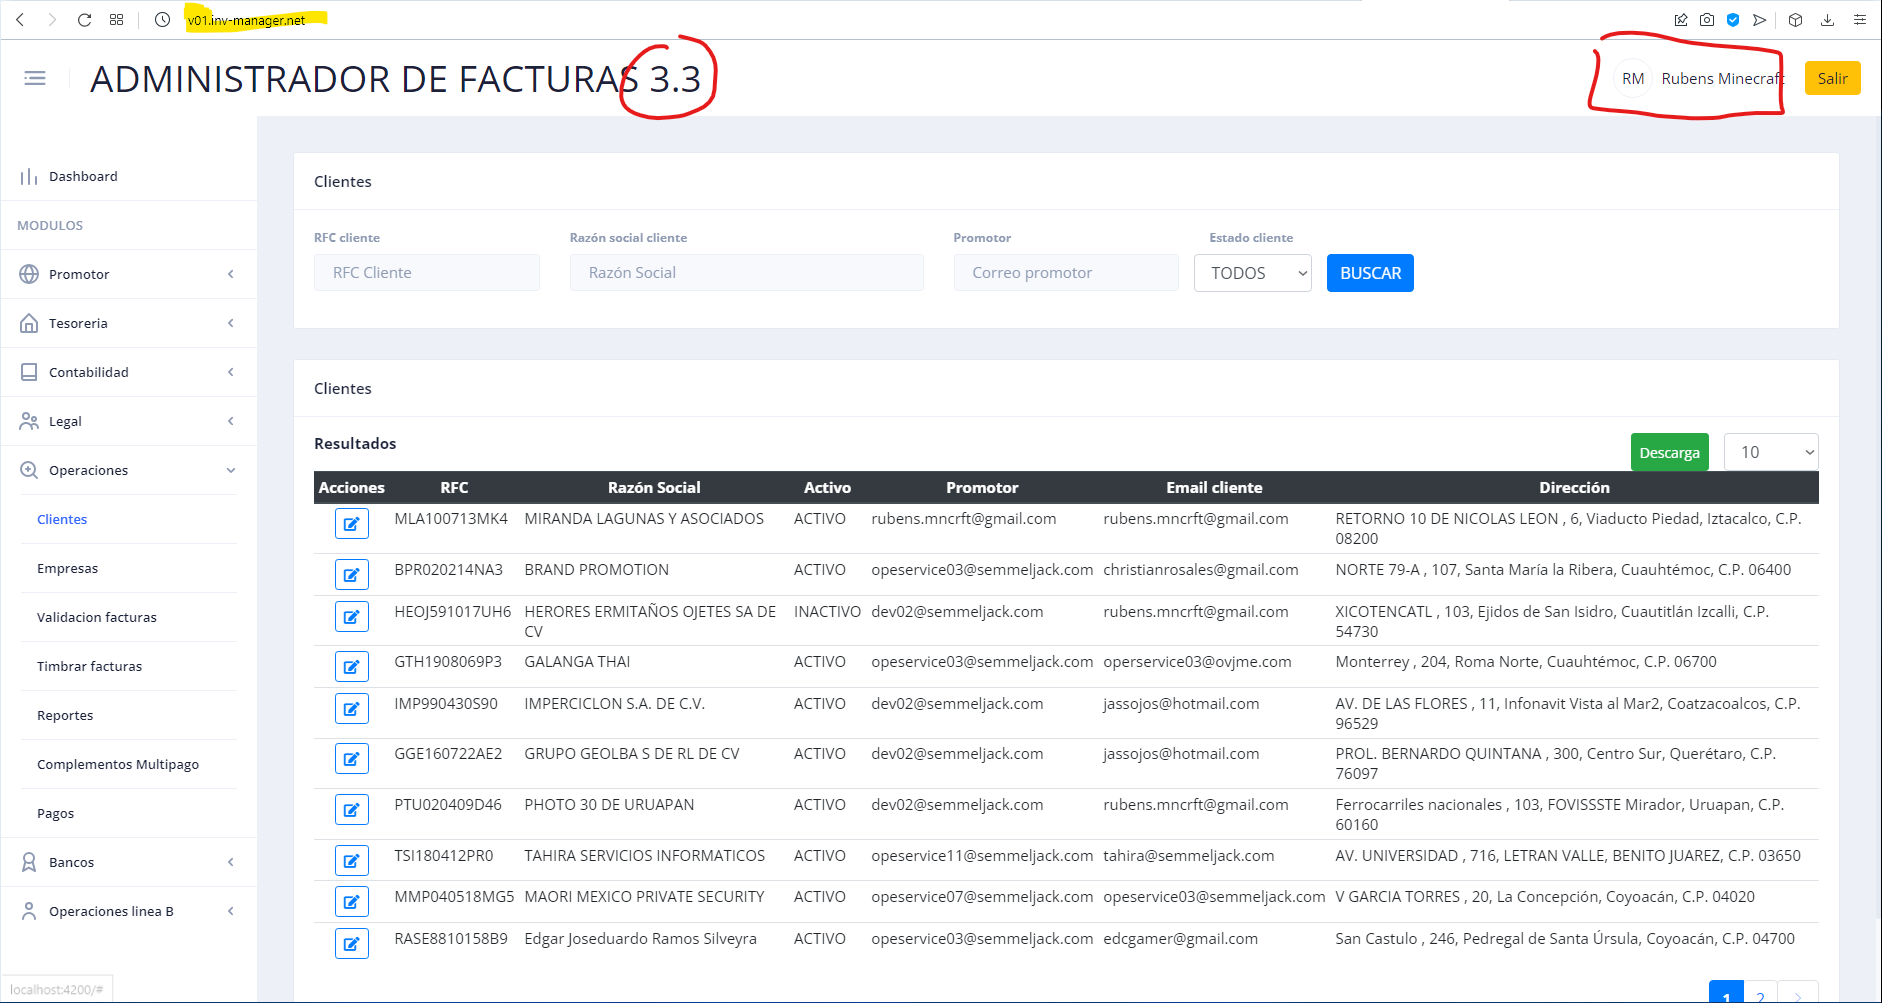 v01.inv-manager.net
ADMINISTRADOR DE FACTURAS 3.3
RM Rubens Minecraft Salir
Dashboard
MODULOS
Promotor
Tesoreria
Contabilidad
Legal
Operaciones
Clientes
Empresas
Validacion facturas
Timbrar facturas
Reportes
Complementos Multipago
Pagos
Bancos
Operaciones linea B
localhost:4200/#
Clientes
RFC cliente Razón social cliente Promotor Estado cliente
RFC Cliente Razón Social Correo promotor TODOS BUSCAR
Clientes
Resultados
Descarga 10
Acciones RFC Razón Social Activo Promotor Email cliente Dirección
MLA100713MK4 MIRANDA LAGUNAS Y ASOCIADOS ACTIVO rubens.mncrft@gmail.com rubens.mncrft@gmail.com RETORNO 10 DE NICOLAS LEON , 6, Viaducto Piedad, Iztacalco, C.P.
08200
BPR020214NA3 BRAND PROMOTION ACTIVO opeservice03@semmeljack.com christianrosales@gmail.com NORTE 79-A , 107, Santa María la Ribera, Cuauhtémoc, C.P. 06400
HEOJ591017UH6 HERORES ERMITAÑOS OJETES SA DE INACTIVO dev02@semmeljack.com rubens.mncrft@gmail.com XICOTENCATL , 103, Ejidos de San Isidro, Cuautitlán Izcalli, C.P.
CV 54730
GTH1908069P3 GALANGA THAI ACTIVO opeservice03@semmeljack.com operservice03@ovjme.com Monterrey , 204, Roma Norte, Cuauhtémoc, C.P. 06700
IMP990430S90 IMPERCICLON S.A. DE C.V. ACTIVO dev02@semmeljack.com jassojos@hotmail.com AV. DE LAS FLORES , 11, Infonavit Vista al Mar2, Coatzacoalcos, C.P.
96529
GGE160722AE2 GRUPO GEOLBA S DE RL DE CV ACTIVO dev02@semmeljack.com jassojos@hotmail.com PROL. BERNARDO QUINTANA , 300, Centro Sur, Querétaro, C.P.
76097
PTU020409D46 PHOTO 30 DE URUAPAN ACTIVO dev02@semmeljack.com rubens.mncrft@gmail.com Ferrocarriles nacionales , 103, FOVISSSTE Mirador, Uruapan, C.P.
60160
TSI180412PR0 TAHIRA SERVICIOS INFORMATICOS ACTIVO opeservice11@semmeljack.com tahira@semmeljack.com AV. UNIVERSIDAD , 716, LETRAN VALLE, BENITO JUAREZ, C.P. 03650
MMP040518MG5 MAORI MEXICO PRIVATE SECURITY ACTIVO opeservice07@semmeljack.com opeservice03@semmeljack.com V GARCIA TORRES , 20, La Concepción, Coyoacán, C.P. 04020
RASE8810158B9 Edgar Joseduardo Ramos Silveyra ACTIVO opeservice03@semmeljack.com edcgamer@gmail.com San Castulo , 246, Pedregal de Santa Úrsula, Coyoacán, C.P. 04700
1 2